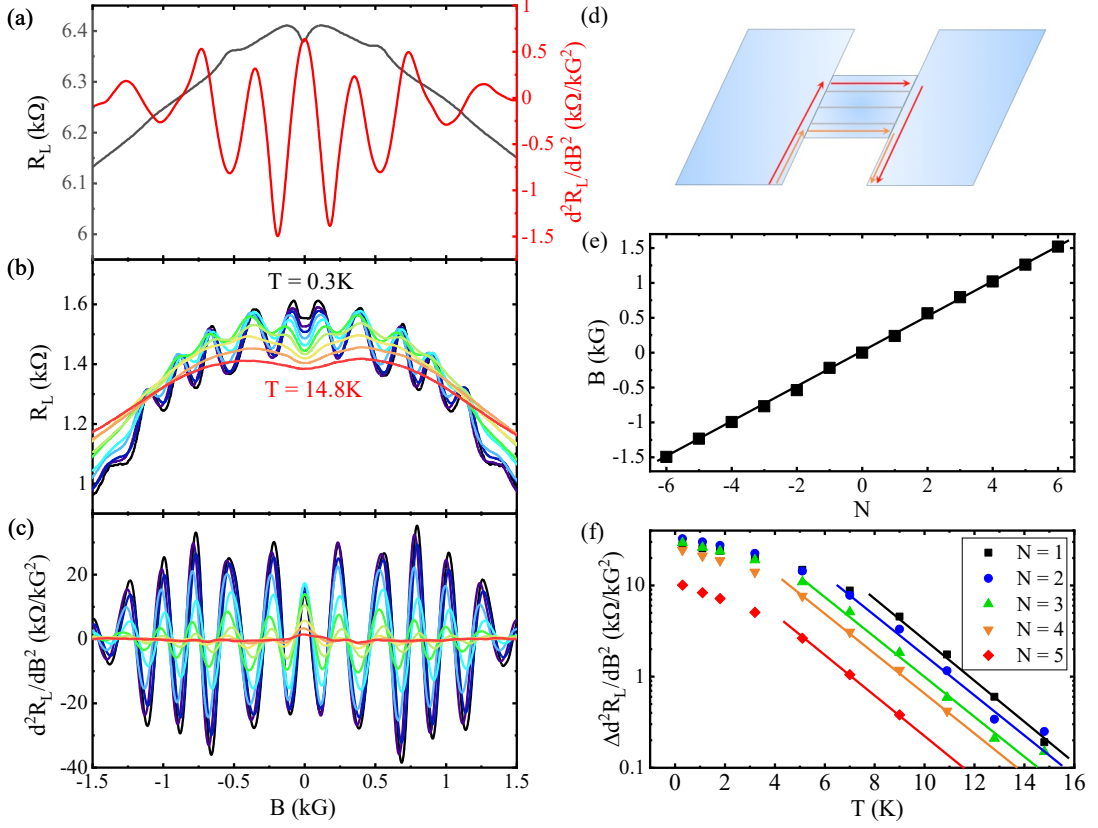 (a)
6.4
6.3
6.2
6.1
6
R_L (kΩ)
1
0.5
0
-0.5
-1
-1.5
d²R_L/dB² (kΩ/kG²)
(b)
T = 0.3K
1.6
1.4
1.2
1
R_L (kΩ)
T = 14.8K
(c)
20
0
-20
-40
d²R_L/dB² (kΩ/kG²)
-1.5 -1 -0.5 0 0.5 1 1.5
B (kG)
(d)
(e)
1.5
1
0.5
0
-0.5
-1
-1.5
B (kG)
-6 -4 -2 0 2 4 6
N
(f)
10
1
0.1
Δd²R_L/dB² (kΩ/kG²)
N = 1
N = 2
N = 3
N = 4
N = 5
0 2 4 6 8 10 12 14 16
T (K)